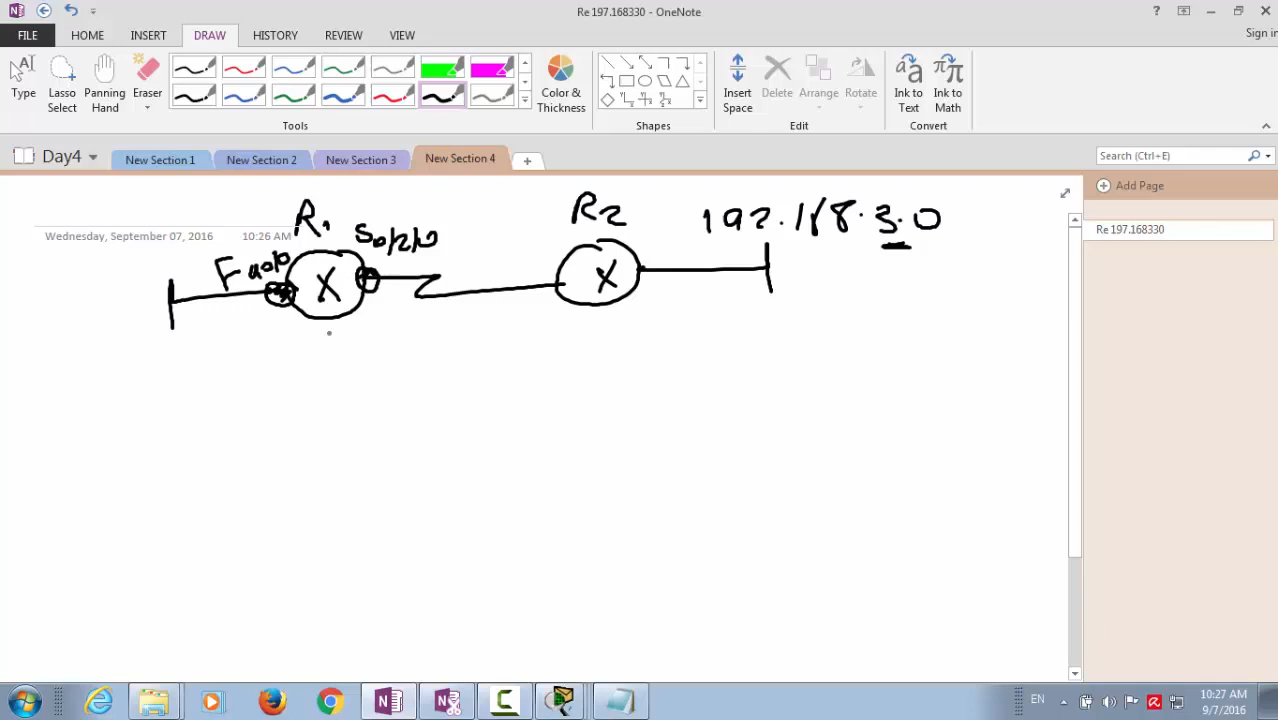 Re 197.168330 - OneNote
FILE HOME INSERT DRAW HISTORY REVIEW VIEW
Sign in
Type
Lasso Select
Panning Hand
Eraser
Color & Thickness
Insert Space
Delete
Arrange
Rotate
Ink to Text
Ink to Math
Tools
Shapes
Edit
Convert
Day4
New Section 1
New Section 2
New Section 3
New Section 4
Search (Ctrl+E)
Add Page
Re 197.168330
Wednesday, September 07, 2016 10:26 AM
R1
S0/2/0
R2
192.168.3.0
Fa0/0
X
X
EN
10:27 AM
9/7/2016